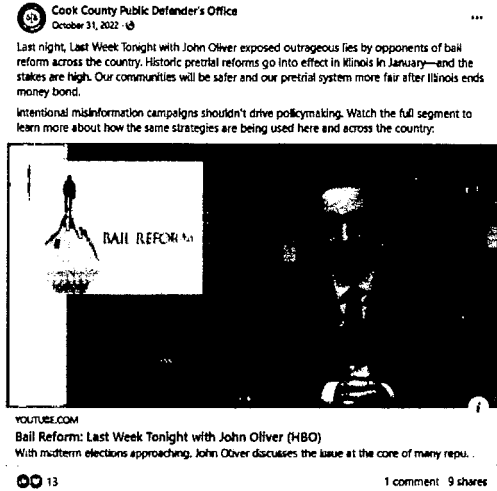 Cook County Public Defender's Office
October 31, 2022
Last night, Last Week Tonight with John Oliver exposed outrageous lies by opponents of bail
reform across the country. Historic pretrial reforms go into effect in Illinois in January—and the
stakes are high. Our communities will be safer and our pretrial system more fair after Illinois ends
money bond.
Intentional misinformation campaigns shouldn't drive policymaking. Watch the full segment to
learn more about how the same strategies are being used here and across the country:
BAIL REFORM
YOUTUBE.COM
Bail Reform: Last Week Tonight with John Oliver (HBO)
With midterm elections approaching, John Oliver discusses the issue at the core of many repu...
13
1 comment 9 shares